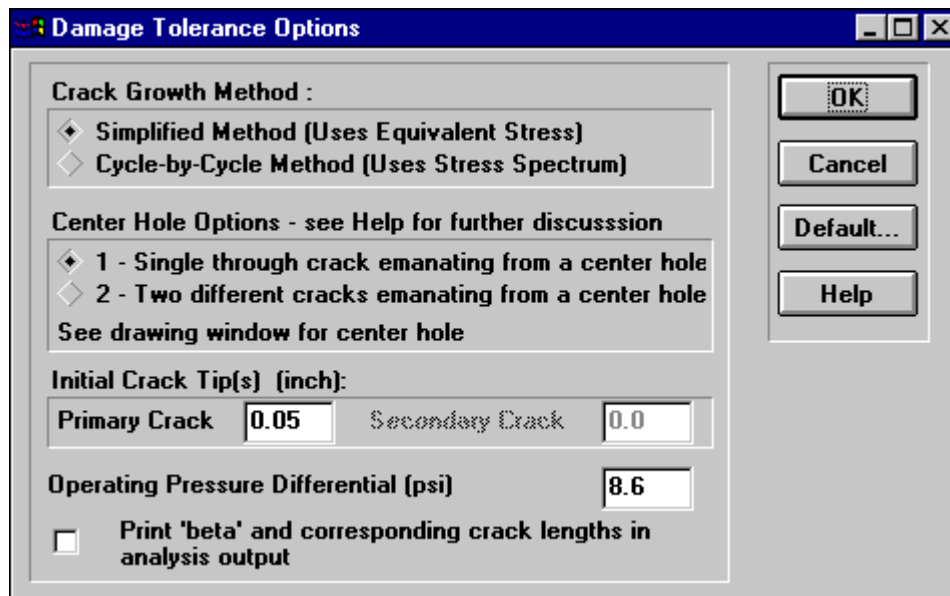 Damage Tolerance Options
Crack Growth Method :
Simplified Method (Uses Equivalent Stress)
Cycle-by-Cycle Method (Uses Stress Spectrum)
Center Hole Options - see Help for further discusssion
1 - Single through crack emanating from a center hole
2 - Two different cracks emanating from a center hole
See drawing window for center hole
Initial Crack Tip(s) (inch):
Primary Crack 0.05 Secondary Crack 0.0
Operating Pressure Differential (psi) 8.6
Print 'beta' and corresponding crack lengths in
analysis output
OK
Cancel
Default...
Help